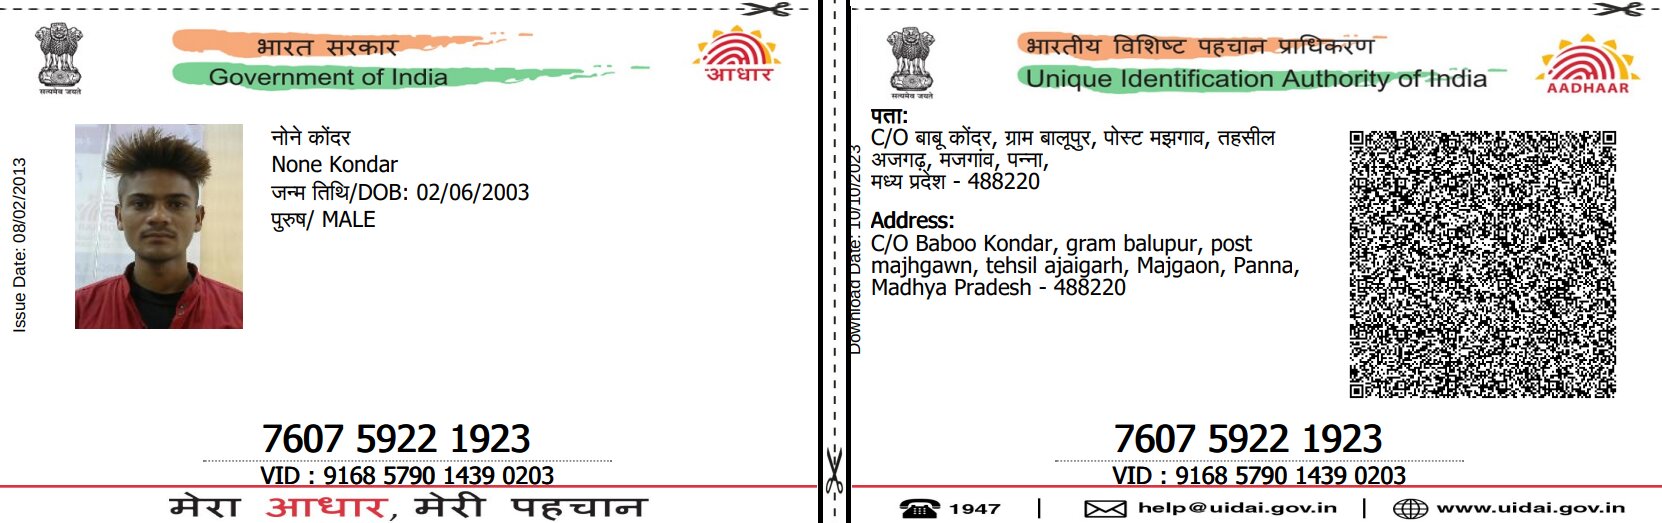 भारत सरकार
Government of India
सत्यमेव जयते
आधार
Issue Date: 08/02/2013
नोने कोंदर
None Kondar
जन्म तिथि/DOB: 02/06/2003
पुरुष/ MALE
7607 5922 1923
VID : 9168 5790 1439 0203
मेरा आधार, मेरी पहचान
भारतीय विशिष्ट पहचान प्राधिकरण
Unique Identification Authority of India
सत्यमेव जयते
AADHAAR
Download Date: 10/10/2023
पता:
C/O बाबू कोंदर, ग्राम बालूपुर, पोस्ट मझगाव, तहसील
अजगढ़, मजगांव, पन्ना,
मध्य प्रदेश - 488220
Address:
C/O Baboo Kondar, gram balupur, post
majhgawn, tehsil ajaigarh, Majgaon, Panna,
Madhya Pradesh - 488220
7607 5922 1923
VID : 9168 5790 1439 0203
1947 | help@uidai.gov.in | www.uidai.gov.in